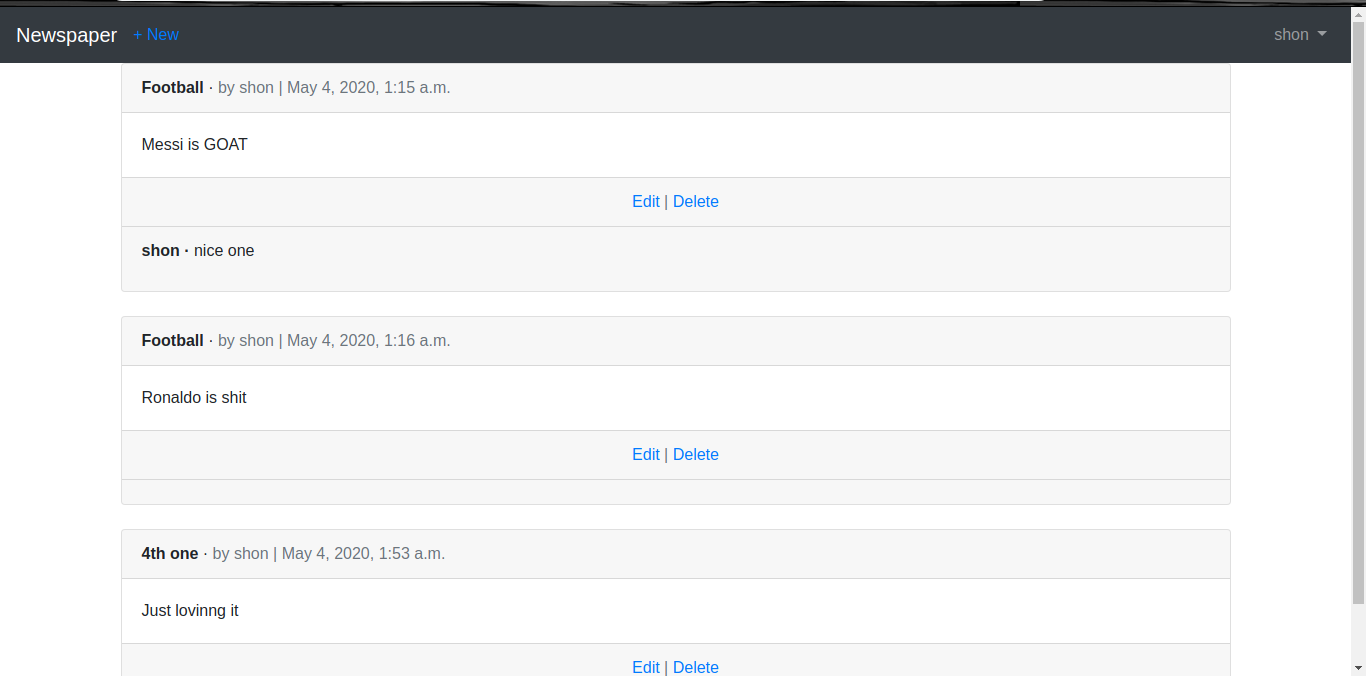 Newspaper + New shon
Football · by shon | May 4, 2020, 1:15 a.m.
Messi is GOAT
Edit | Delete
shon · nice one
Football · by shon | May 4, 2020, 1:16 a.m.
Ronaldo is shit
Edit | Delete
4th one · by shon | May 4, 2020, 1:53 a.m.
Just lovinng it
Edit | Delete